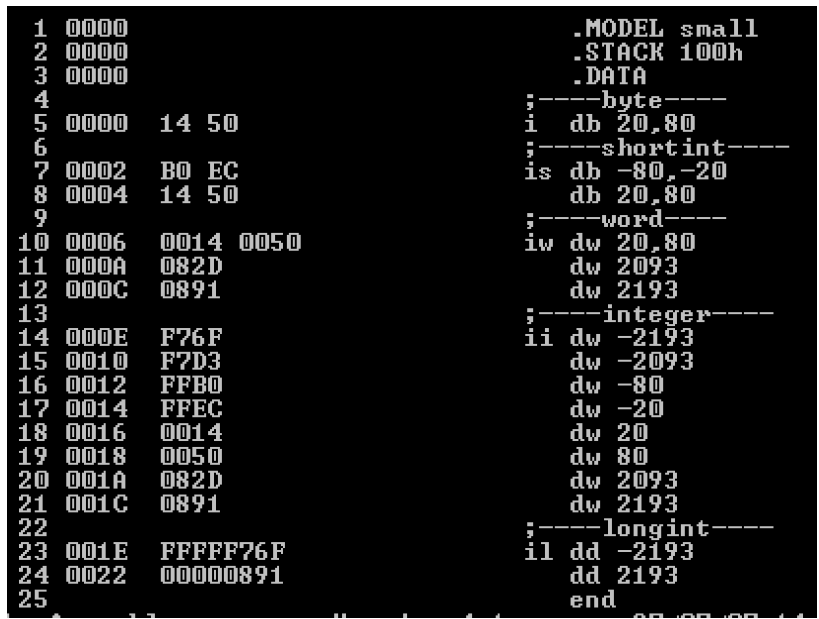 1 0000 .MODEL small
2 0000 .STACK 100h
3 0000 .DATA
4 ;----byte----
5 0000 14 50 i db 20,80
6 ;----shortint----
7 0002 B0 EC is db -80,-20
8 0004 14 50 db 20,80
9 ;----word----
10 0006 0014 0050 iw dw 20,80
11 000A 082D dw 2093
12 000C 0891 dw 2193
13 ;----integer----
14 000E F76F ii dw -2193
15 0010 F7D3 dw -2093
16 0012 FFB0 dw -80
17 0014 FFEC dw -20
18 0016 0014 dw 20
19 0018 0050 dw 80
20 001A 082D dw 2093
21 001C 0891 dw 2193
22 ;----longint----
23 001E FFFFF76F il dd -2193
24 0022 00000891 dd 2193
25 end